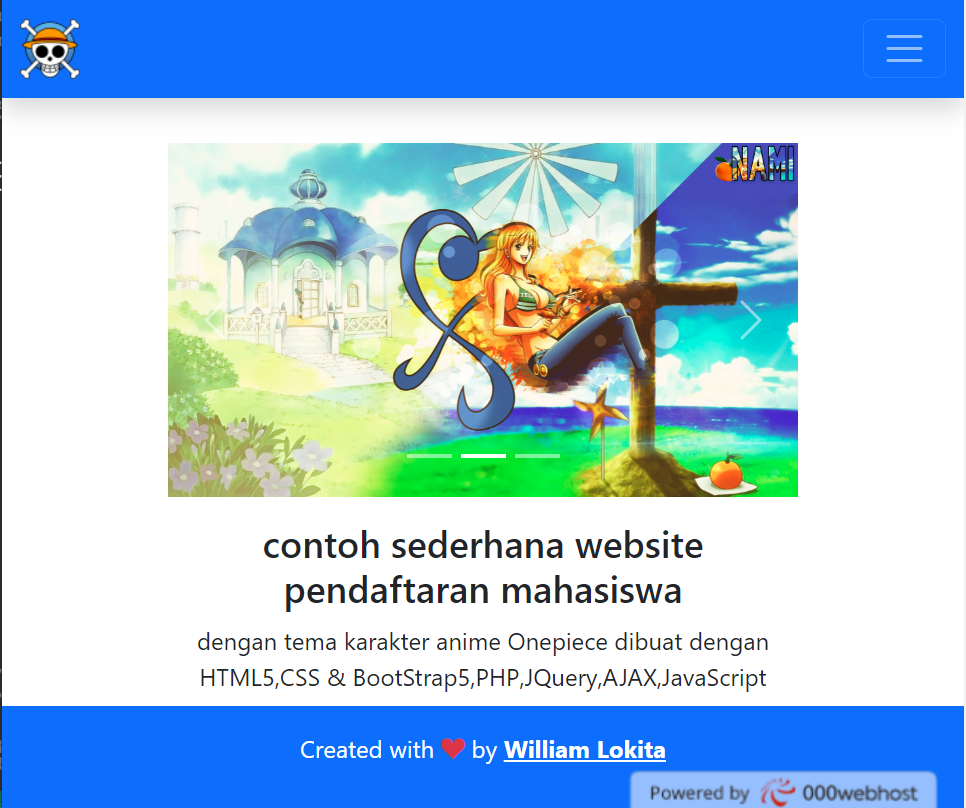 NAMI
contoh sederhana website
pendaftaran mahasiswa
dengan tema karakter anime Onepiece dibuat dengan
HTML5,CSS & BootStrap5,PHP,JQuery,AJAX,JavaScript
Created with ❤ by William Lokita
Powered by 000webhost